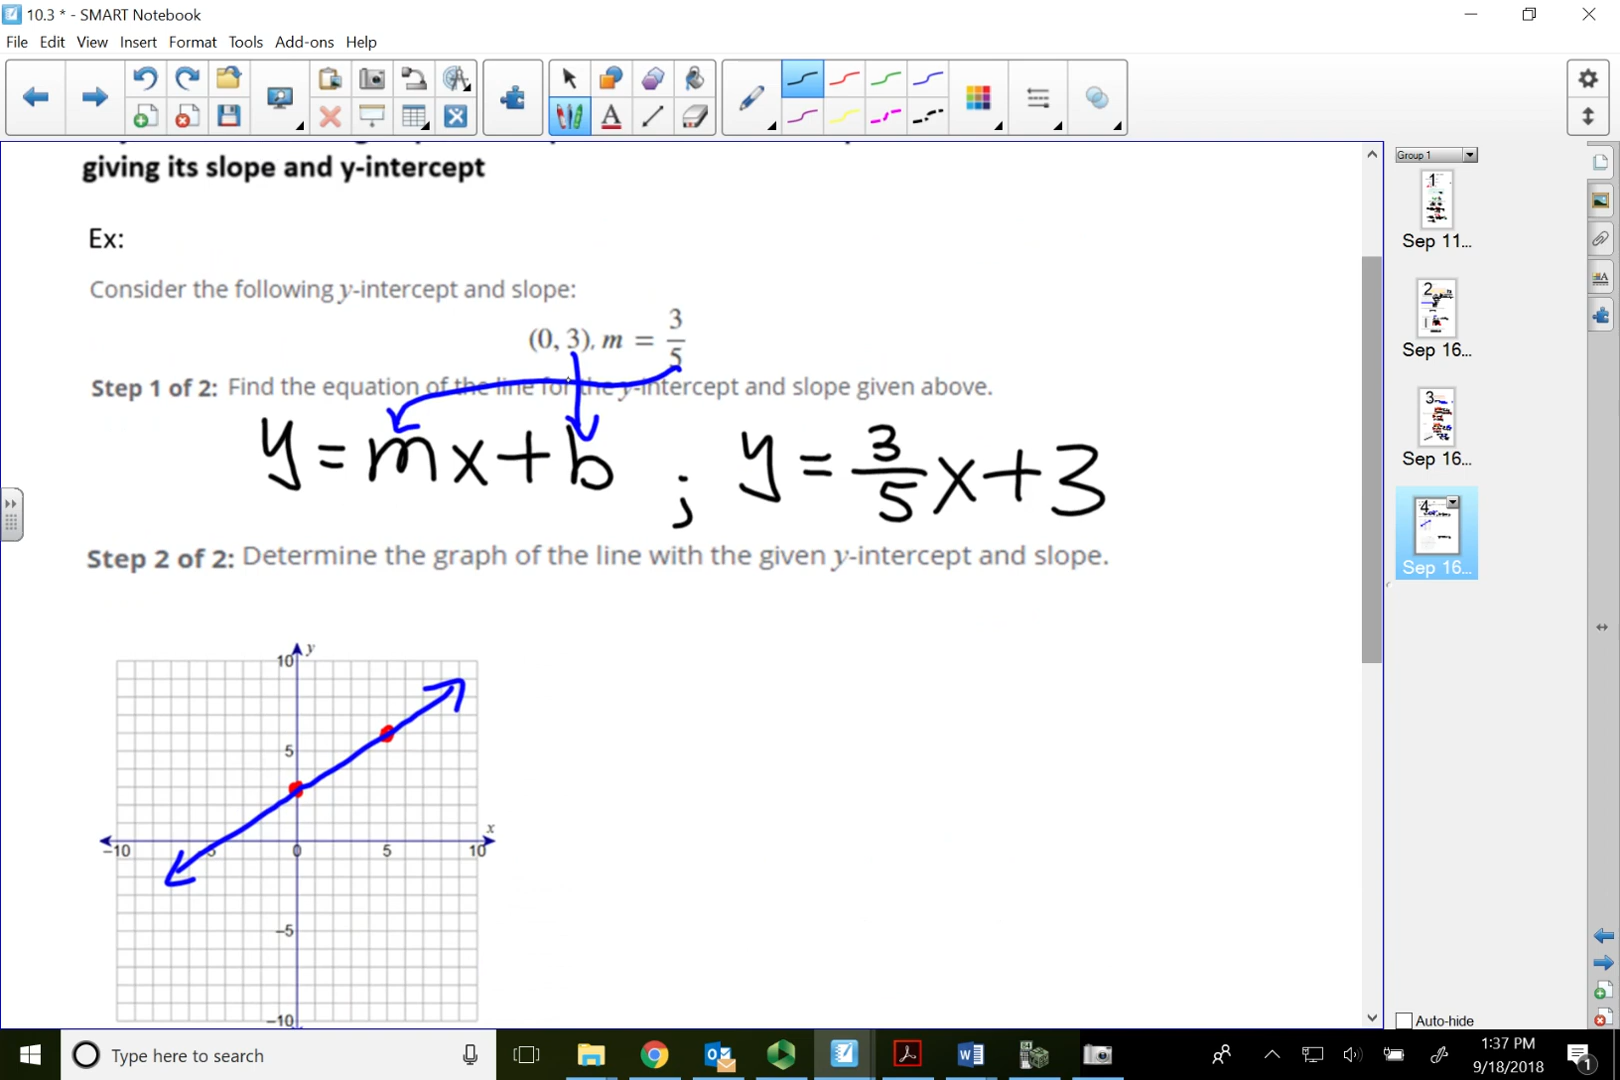 10.3 * - SMART Notebook
File Edit View Insert Format Tools Add-ons Help
giving its slope and y-intercept
Ex:
Consider the following y-intercept and slope:
(0, 3), m = 3/5
Step 1 of 2: Find the equation of the line for the y-intercept and slope given above.
y = mx + b ; y = 3/5 x + 3
Step 2 of 2: Determine the graph of the line with the given y-intercept and slope.
10 y
5
x
-10 0 5 10
-5
-10
Group 1
1
Sep 11...
2
Sep 16...
3
Sep 16...
4
Sep 16...
Auto-hide
Type here to search
1:37 PM
9/18/2018
1